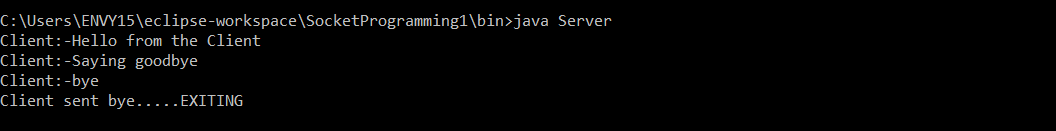 C:\Users\ENVY15\eclipse-workspace\SocketProgramming1\bin>java Server
Client:-Hello from the Client
Client:-Saying goodbye
Client:-bye
Client sent bye.....EXITING